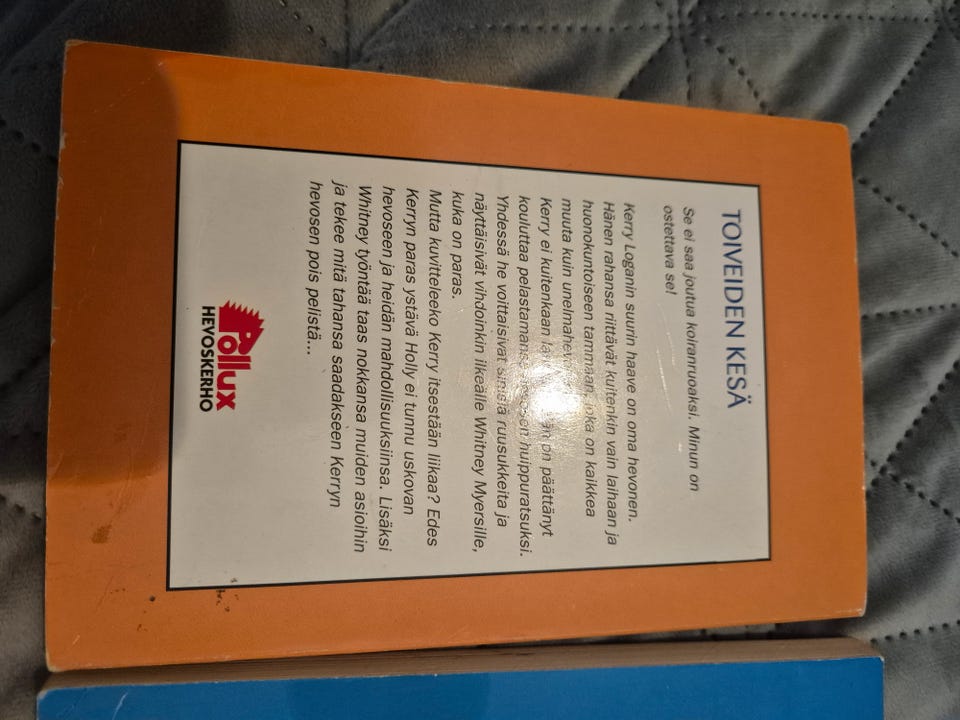 TOIVEIDEN KESÄ
Se ei saa joutua koiranruoaksi. Minun on
ostettava se!
Kerry Loganin suurin haave on oma hevonen.
Hänen rahansa riittävät kuitenkin vain laihaan ja
huonokuntoiseen tammaan, joka on kaikkea
muuta kuin
Kerry ei kuitenkaan on päättänyt
kouluttaa huippuratsuksi.
Yhdessä he voittaisivat ruusukkeita ja
näyttäisivät vihdoinkin ilkeälle Whitney Myersille,
kuka on paras.
Mutta kuvitteleeko Kerry itsestään liikaa? Edes
Kerryn paras ystävä Holly ei tunnu uskovan
hevoseen ja heidän mahdollisuuksiinsa. Lisäksi
Whitney työntää taas nokkansa muiden asioihin
ja tekee mitä tahansa saadakseen Kerryn
hevosen pois pelistä...
Pollux
HEVOSKERHO